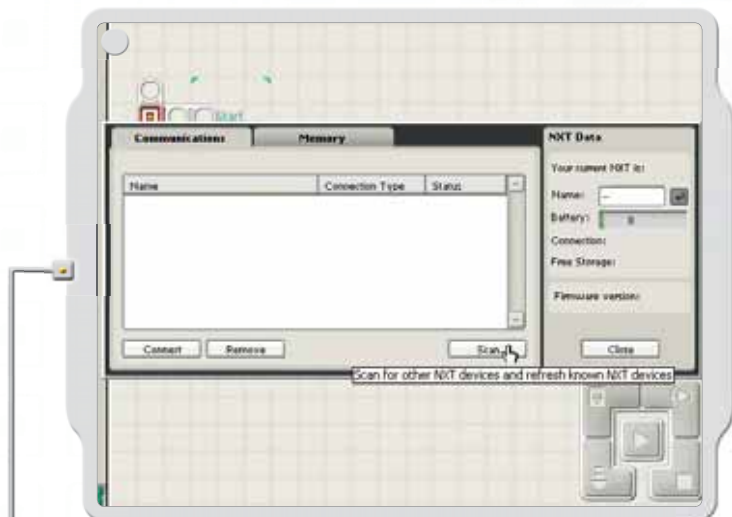 Start
Communications Memory
Name Connection Type Status
Connect Remove Scan
Scan for other NXT devices and refresh known NXT devices
NXT Data
Your current NXT is:
Name: --
Battery: 0
Connection:
Free Storage:
Firmware version:
Close